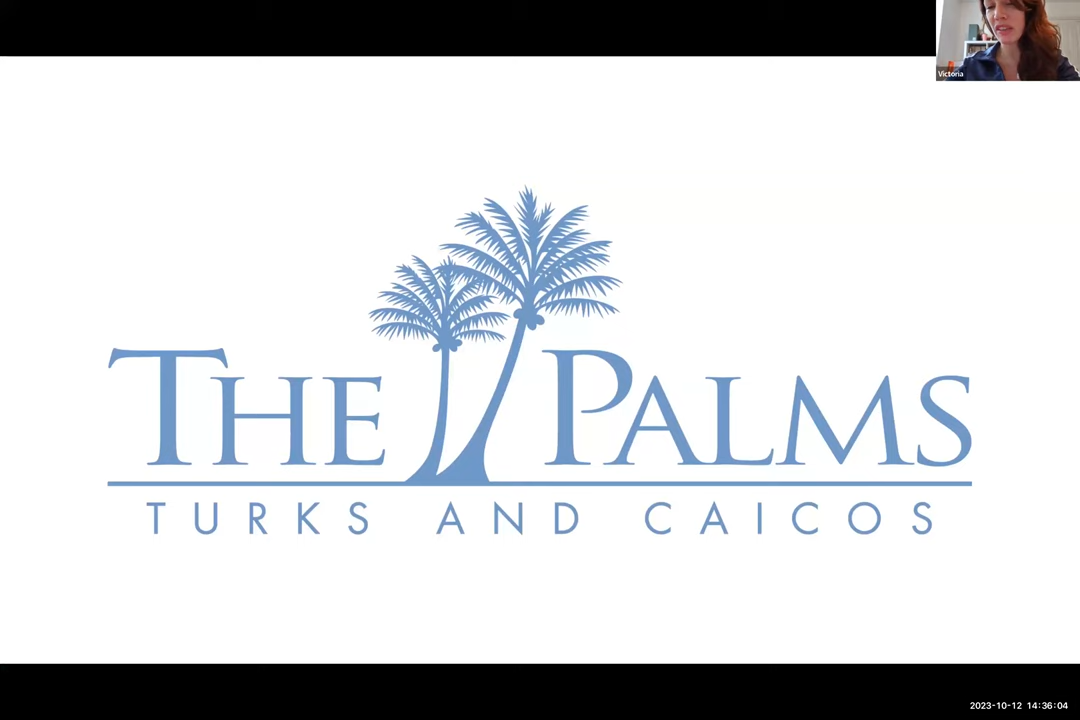 Victoria
THE PALMS
TURKS AND CAICOS
2023-10-12 14:36:04